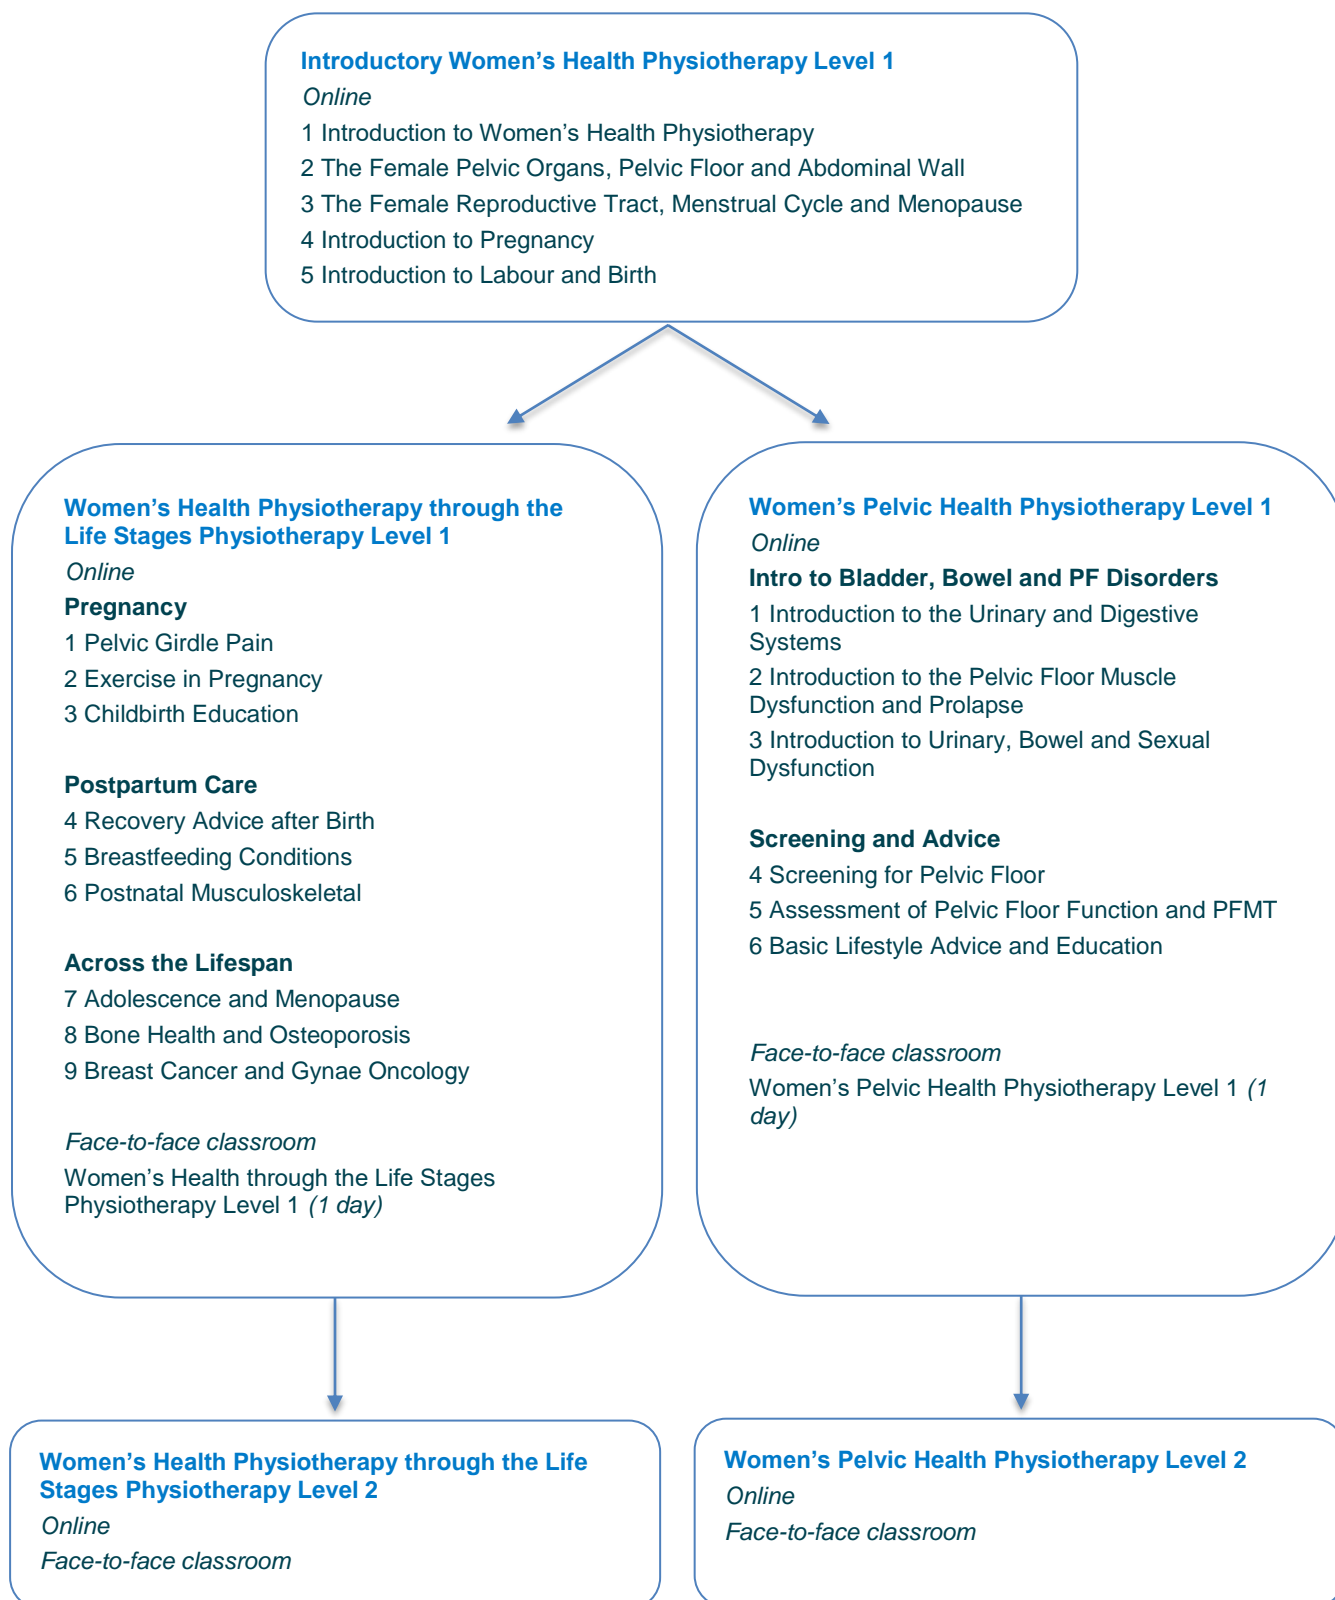 Introductory Women’s Health Physiotherapy Level 1
Online
1 Introduction to Women’s Health Physiotherapy
2 The Female Pelvic Organs, Pelvic Floor and Abdominal Wall
3 The Female Reproductive Tract, Menstrual Cycle and Menopause
4 Introduction to Pregnancy
5 Introduction to Labour and Birth
Women’s Health Physiotherapy through the
Life Stages Physiotherapy Level 1
Online
Pregnancy
1 Pelvic Girdle Pain
2 Exercise in Pregnancy
3 Childbirth Education
Postpartum Care
4 Recovery Advice after Birth
5 Breastfeeding Conditions
6 Postnatal Musculoskeletal
Across the Lifespan
7 Adolescence and Menopause
8 Bone Health and Osteoporosis
9 Breast Cancer and Gynae Oncology
Face-to-face classroom
Women’s Health through the Life Stages
Physiotherapy Level 1 (1 day)
Women’s Pelvic Health Physiotherapy Level 1
Online
Intro to Bladder, Bowel and PF Disorders
1 Introduction to the Urinary and Digestive
Systems
2 Introduction to the Pelvic Floor Muscle
Dysfunction and Prolapse
3 Introduction to Urinary, Bowel and Sexual
Dysfunction
Screening and Advice
4 Screening for Pelvic Floor
5 Assessment of Pelvic Floor Function and PFMT
6 Basic Lifestyle Advice and Education
Face-to-face classroom
Women’s Pelvic Health Physiotherapy Level 1 (1
day)
Women’s Health Physiotherapy through the Life
Stages Physiotherapy Level 2
Online
Face-to-face classroom
Women’s Pelvic Health Physiotherapy Level 2
Online
Face-to-face classroom